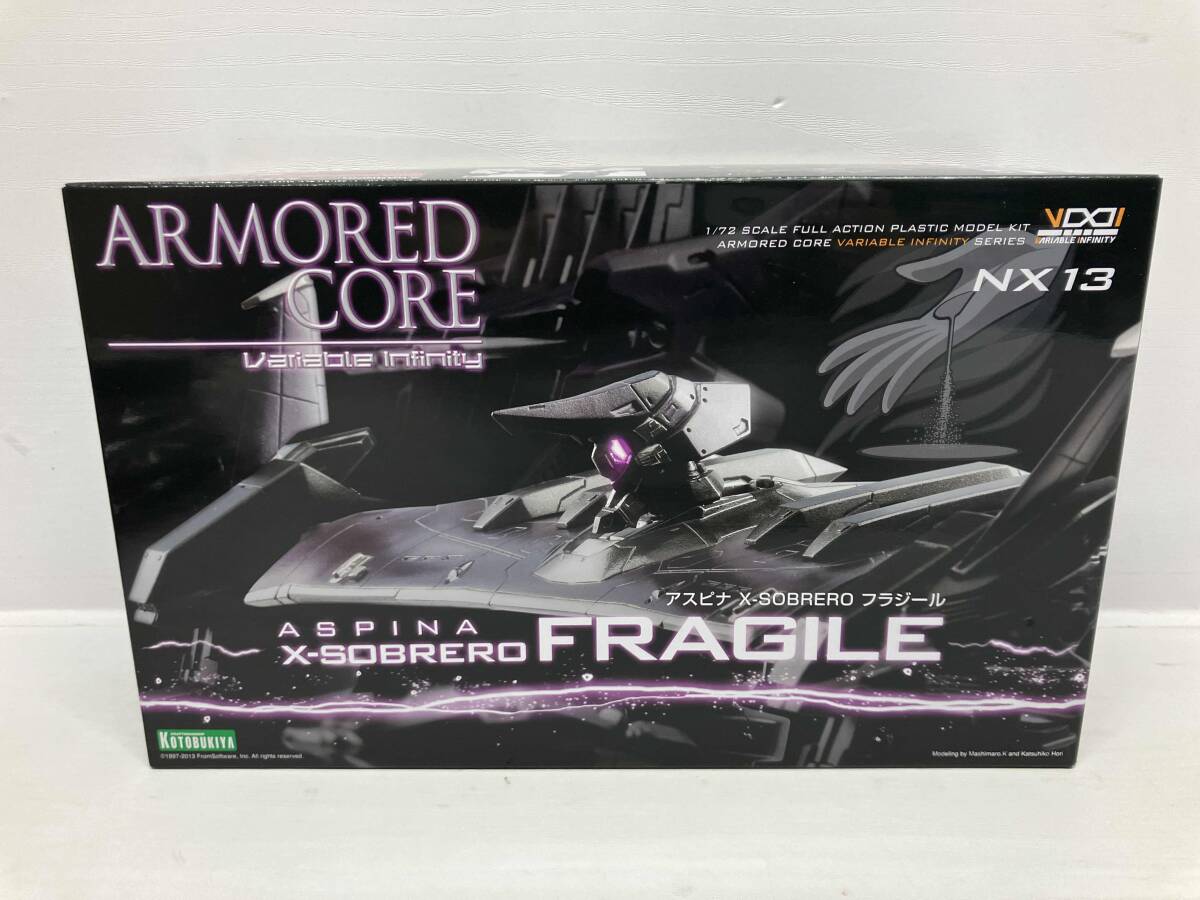 ARMORED
CORE
Variable Infinity
1/72 SCALE FULL ACTION PLASTIC MODEL KIT
ARMORED CORE VARIABLE INFINITY SERIES
VARIABLE INFINITY
NX 13
アスピナ X-SOBRERO フラジール
ASPINA
X-SOBRERO FRAGILE
KOTOBUKIYA
©1997-2013 FromSoftware, Inc. All rights reserved.
Modeling by Mashimaro.K and Katsuhiko Hori